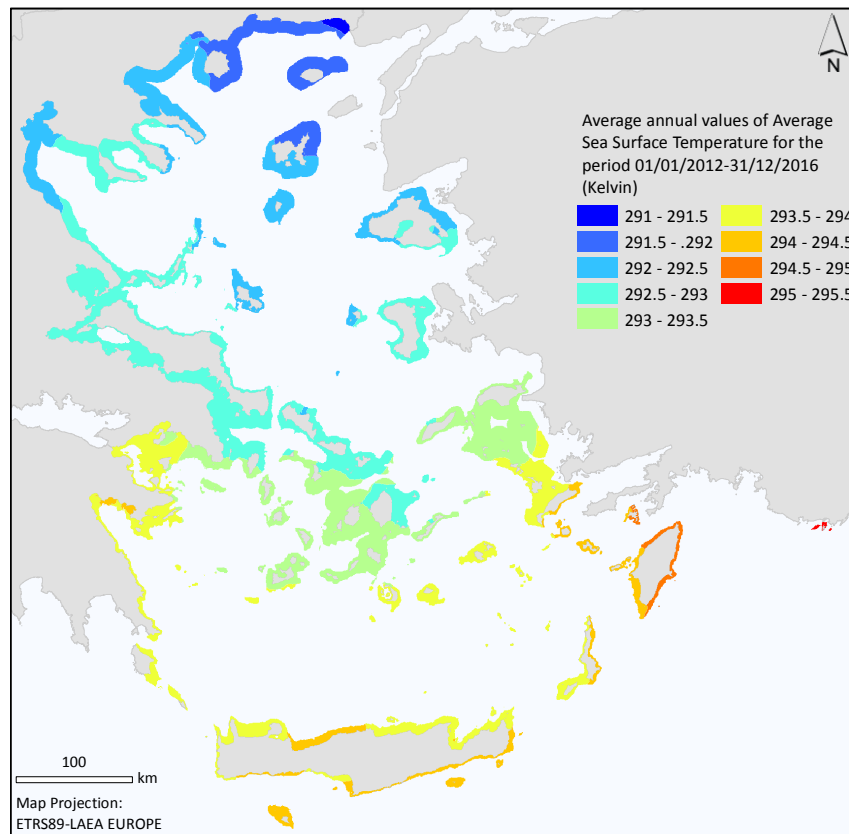 N
Average annual values of Average
Sea Surface Temperature for the
period 01/01/2012-31/12/2016
(Kelvin)
291 - 291.5
291.5 - .292
292 - 292.5
292.5 - 293
293 - 293.5
293.5 - 294
294 - 294.5
294.5 - 295
295 - 295.5
100
km
Map Projection:
ETRS89-LAEA EUROPE